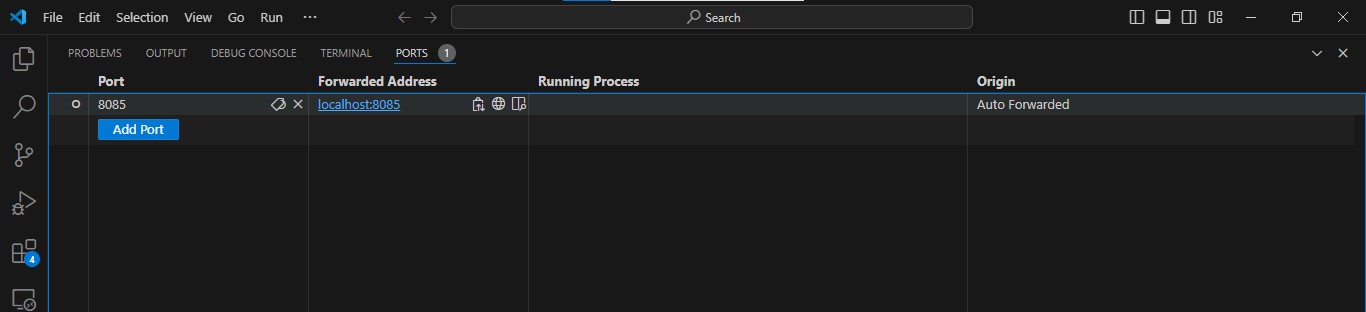 File Edit Selection View Go Run ··· Search
PROBLEMS OUTPUT DEBUG CONSOLE TERMINAL PORTS 1
Port Forwarded Address Running Process Origin
8085 localhost:8085 Auto Forwarded
Add Port
4